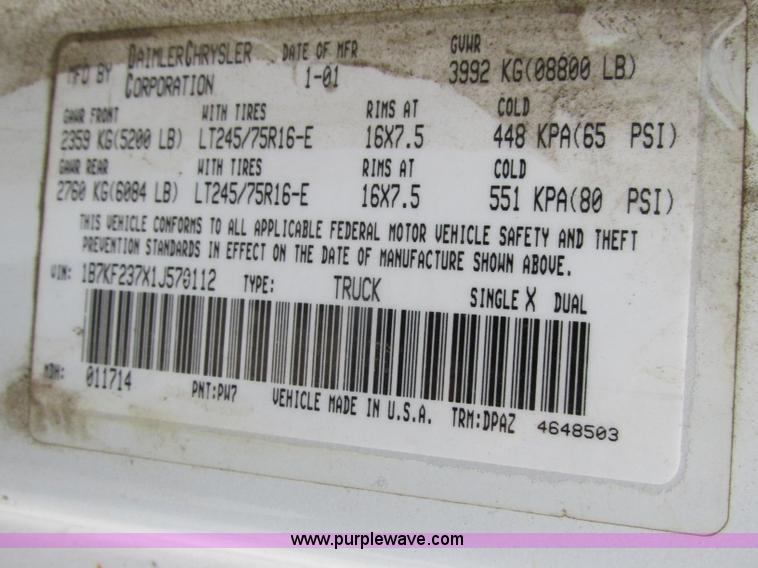 MFD BY DAIMLERCHRYSLER CORPORATION DATE OF MFR 1-01 GVWR 3992 KG(08800 LB)
GAWR FRONT WITH TIRES RIMS AT COLD
2359 KG(5200 LB) LT245/75R16-E 16X7.5 448 KPA(65 PSI)
GAWR REAR WITH TIRES RIMS AT COLD
2760 KG(6084 LB) LT245/75R16-E 16X7.5 551 KPA(80 PSI)
THIS VEHICLE CONFORMS TO ALL APPLICABLE FEDERAL MOTOR VEHICLE SAFETY AND THEFT
PREVENTION STANDARDS IN EFFECT ON THE DATE OF MANUFACTURE SHOWN ABOVE.
VIN: 1B7KF237X1J570112 TYPE: TRUCK SINGLE X DUAL
MDH: 011714 PNT:PW7 VEHICLE MADE IN U.S.A. TRM:DPAZ 4648503
www.purplewave.com